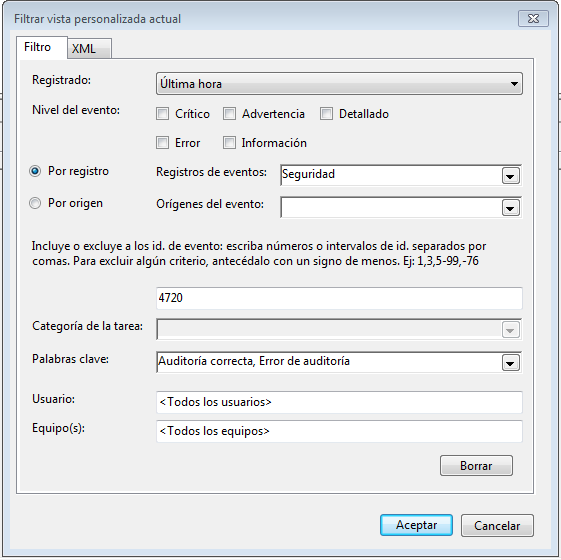 Filtrar vista personalizada actual
Filtro
XML
Registrado:
Última hora
Nivel del evento:
Crítico
Advertencia
Detallado
Error
Información
Por registro
Registros de eventos:
Seguridad
Por origen
Orígenes del evento:
Incluye o excluye a los id. de evento: escriba números o intervalos de id. separados por
comas. Para excluir algún criterio, antecédalo con un signo de menos. Ej: 1,3,5-99,-76
4720
Categoría de la tarea:
Palabras clave:
Auditoría correcta, Error de auditoría
Usuario:
<Todos los usuarios>
Equipo(s):
<Todos los equipos>
Borrar
Aceptar
Cancelar